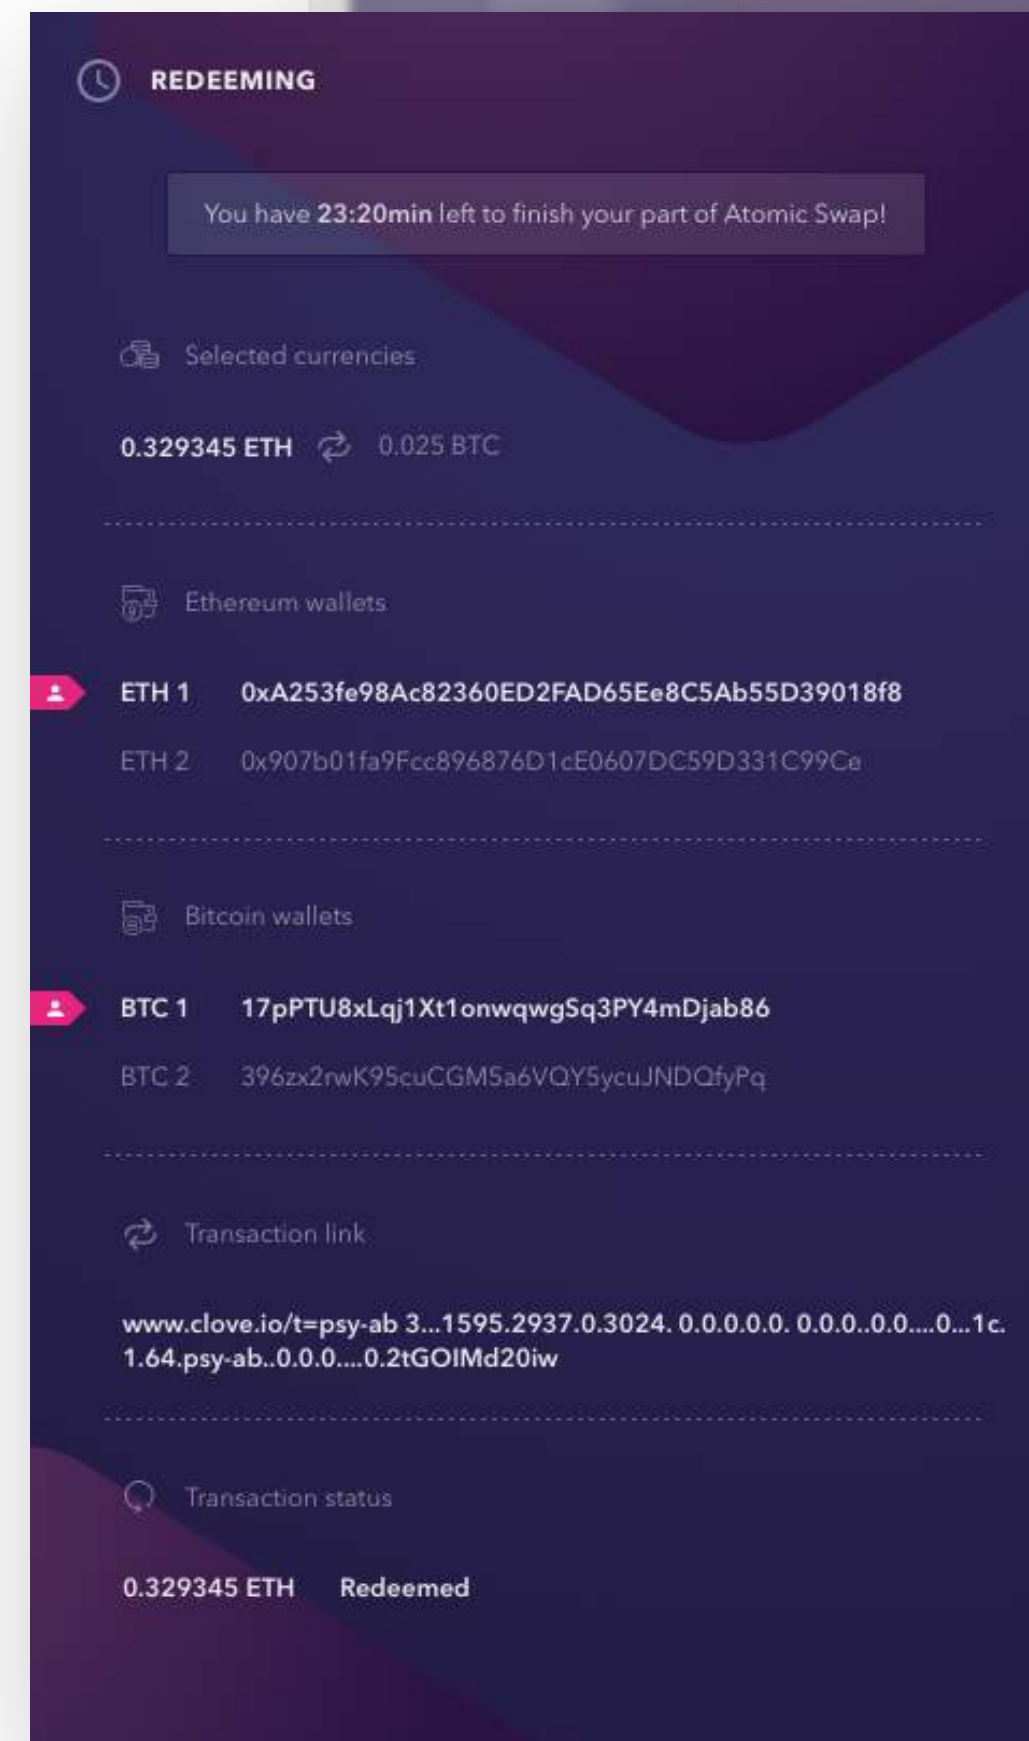 REDEEMING
You have 23:20min left to finish your part of Atomic Swap!
Selected currencies
0.329345 ETH 0.025 BTC
Ethereum wallets
ETH 1 0xA253fe98Ac82360ED2FAD65Ee8C5Ab55D39018f8
ETH 2 0x907b01fa9Fcc896876D1cE0607DC59D331C99Ce
Bitcoin wallets
BTC 1 17pPTU8xLqj1Xt1onwqwgSq3PY4mDjab86
BTC 2 396zx2rwK95cuCGM5a6VQY5ycuJNDQfyPq
Transaction link
www.clove.io/t=psy-ab 3...1595.2937.0.3024. 0.0.0.0.0. 0.0.0..0.0....0...1c.
1.64.psy-ab..0.0.0....0.2tGOIMd20iw
Transaction status
0.329345 ETH Redeemed